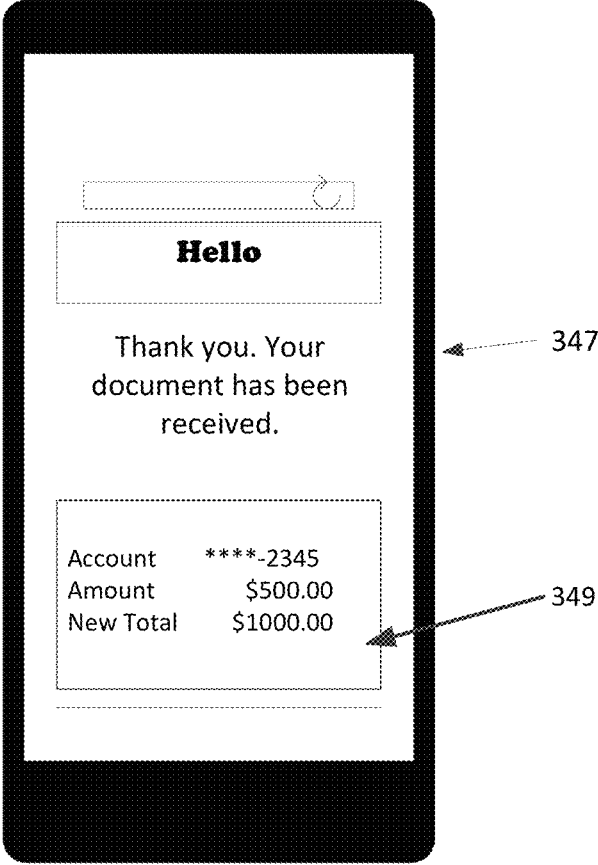 Hello
Thank you. Your
document has been
received.
347
Account ****-2345
Amount $500.00
New Total $1000.00
349